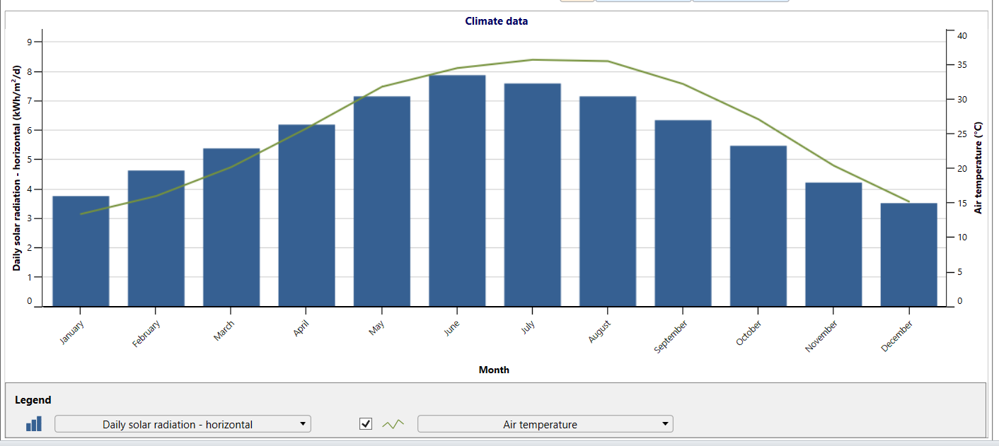 Climate data
Daily solar radiation - horizontal (kWh/m²/d)
9
8
7
6
5
4
3
2
1
0
40
35
30
25
20
15
10
5
0
Air temperature (°C)
January
February
March
April
May
June
July
August
September
October
November
December
Month
Legend
Daily solar radiation - horizontal
Air temperature